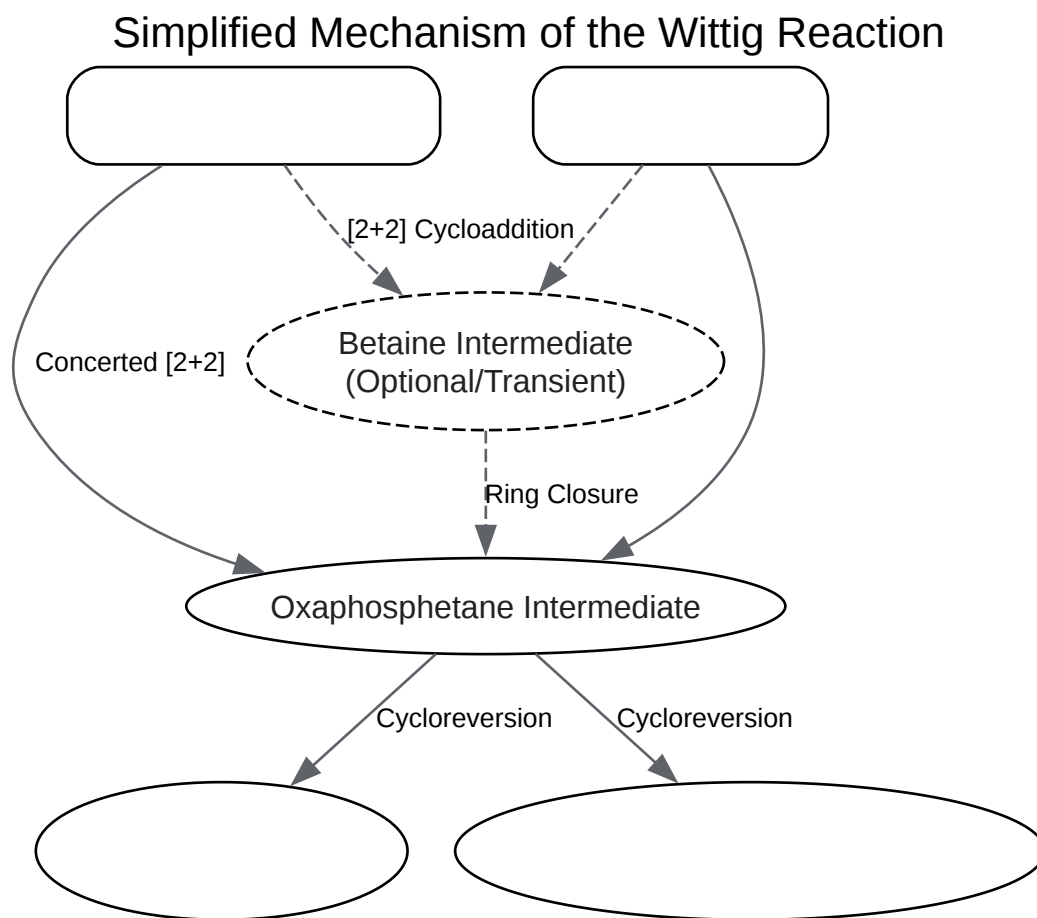 Simplified Mechanism of the Wittig Reaction
[2+2] Cycloaddition
Concerted [2+2]
Betaine Intermediate
(Optional/Transient)
Ring Closure
Oxaphosphetane Intermediate
Cycloreversion
Cycloreversion